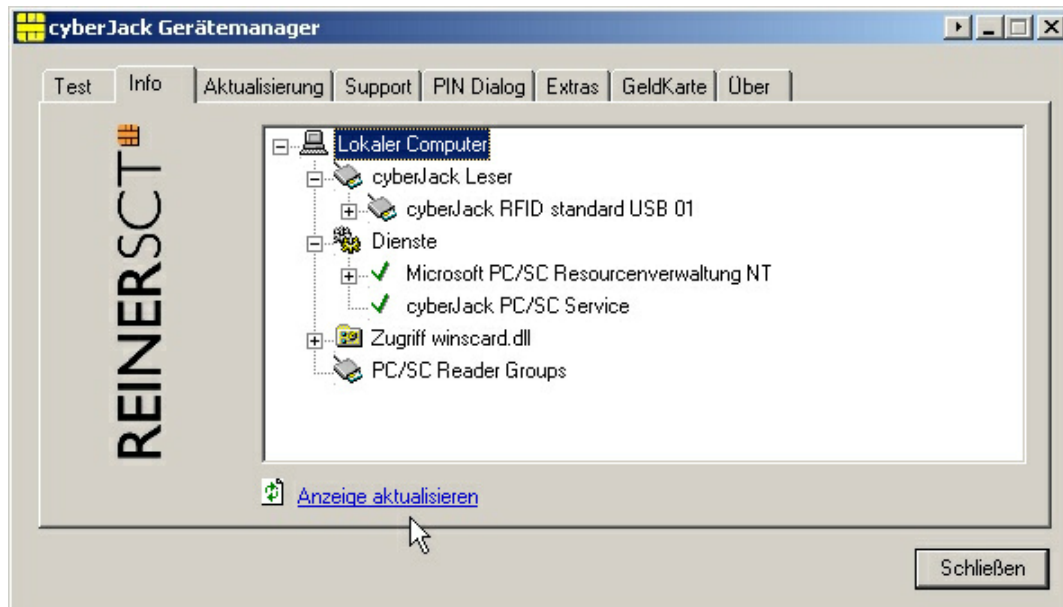 cyberJack Gerätemanager
Test Info Aktualisierung Support PIN Dialog Extras GeldKarte Über
REINERSCT
Lokaler Computer
cyberJack Leser
cyberJack RFID standard USB 01
Dienste
Microsoft PC/SC Resourcenverwaltung NT
cyberJack PC/SC Service
Zugriff winscard.dll
PC/SC Reader Groups
Anzeige aktualisieren
Schließen